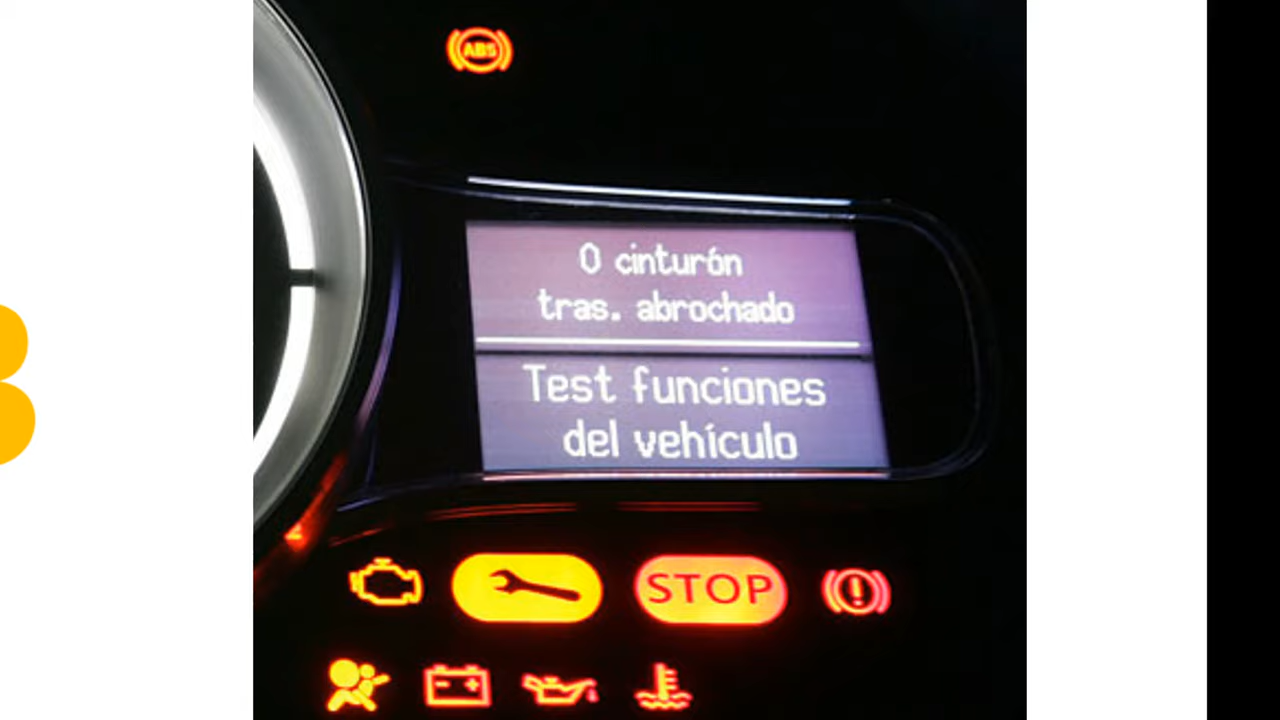 ABS
0 cinturón
tras. abrochado
Test funciones
del vehículo
STOP